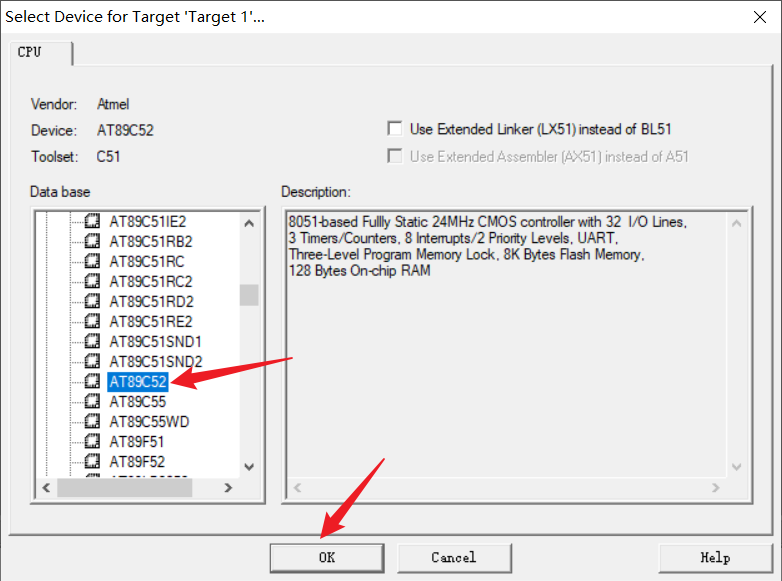 Select Device for Target 'Target 1'...
CPU
Vendor: Atmel
Device: AT89C52
Toolset: C51
Use Extended Linker (LX51) instead of BL51
Use Extended Assembler (AX51) instead of A51
Data base
AT89C51IE2
AT89C51RB2
AT89C51RC
AT89C51RC2
AT89C51RD2
AT89C51RE2
AT89C51SND1
AT89C51SND2
AT89C52
AT89C55
AT89C55WD
AT89F51
AT89F52
Description:
8051-based Fullly Static 24MHz CMOS controller with 32 I/O Lines,
3 Timers/Counters, 8 Interrupts/2 Priority Levels, UART,
Three-Level Program Memory Lock, 8K Bytes Flash Memory,
128 Bytes On-chip RAM
OK
Cancel
Help